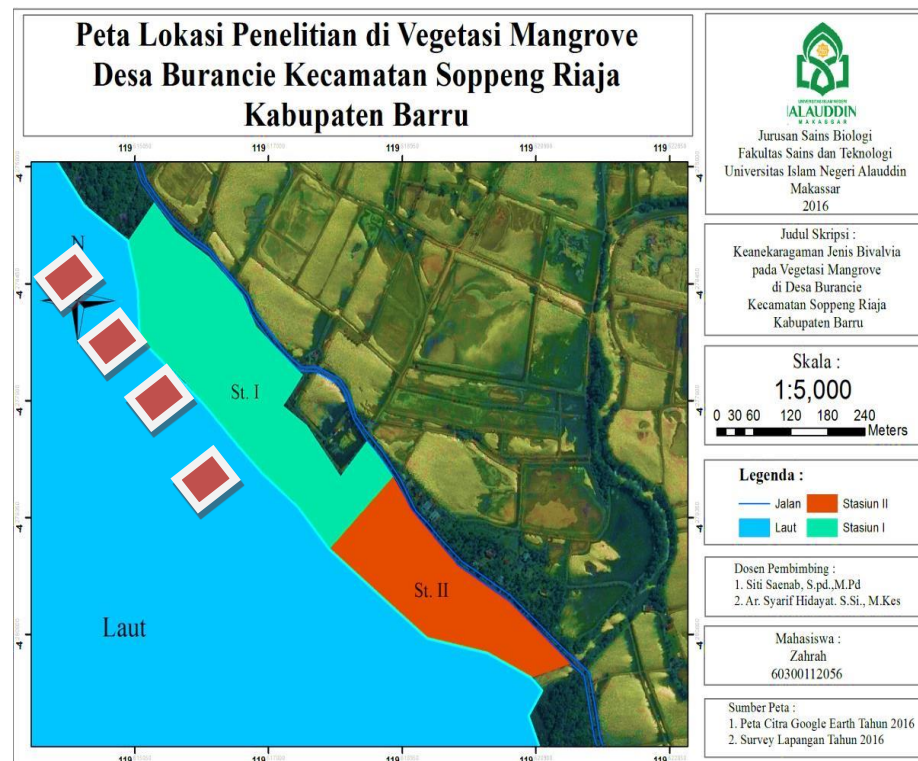 Peta Lokasi Penelitian di Vegetasi Mangrove
Desa Burancie Kecamatan Soppeng Riaja
Kabupaten Barru
UNIVERSITAS ISLAM NEGERI
ALAUDDIN
MAKASSAR
Jurusan Sains Biologi
Fakultas Sains dan Teknologi
Universitas Islam Negeri Alauddin
Makassar
2016
Judul Skripsi :
Keanekaragaman Jenis Bivalvia
pada Vegetasi Mangrove
di Desa Burancie
Kecamatan Soppeng Riaja
Kabupaten Barru
Skala :
1:5,000
0 30 60 120 180 240
Meters
Legenda :
Jalan
Stasiun II
Laut
Stasiun I
Dosen Pembimbing :
1. Siti Saenab, S.pd.,M.Pd
2. Ar. Syarif Hidayat. S.Si., M.Kes
Mahasiswa :
Zahrah
60300112056
Sumber Peta :
1. Peta Citra Google Earth Tahun 2016
2. Survey Lapangan Tahun 2016
N
St. I
St. II
Laut